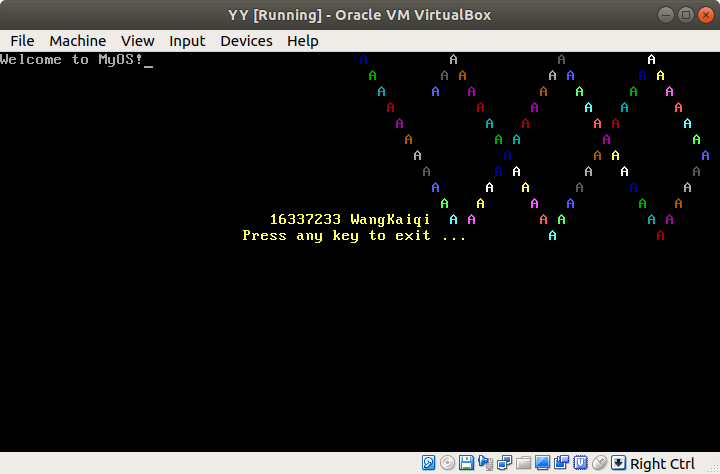 YY [Running] - Oracle VM VirtualBox
File Machine View Input Devices Help
Welcome to MyOS!_ A A A A
A A A A A A A
A A A A A A A
A A A A A A
A A A A A A
A A A A A
A A A A A
A A A A A A
A A A A A A
A A A A A A
16337233 WangKaiqi A A A A A A
Press any key to exit ... A A
Right Ctrl